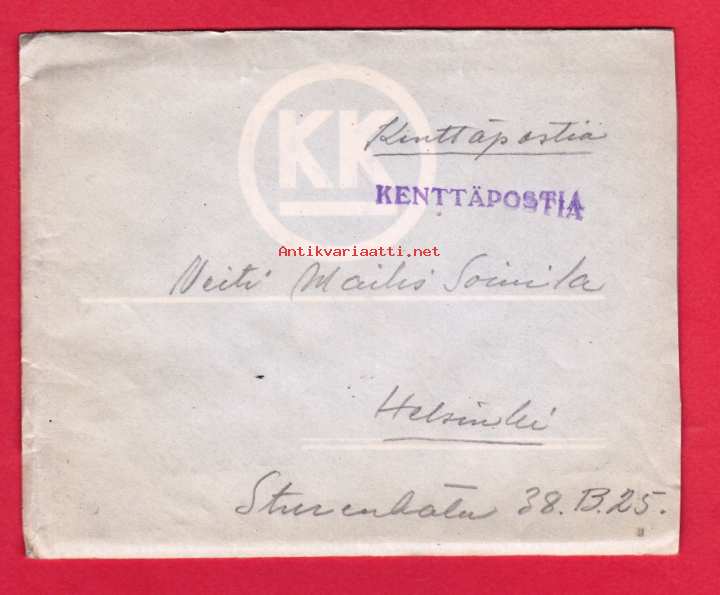 KK
Kenttäpostia
KENTTÄPOSTIA
Antikvariaatti.net
Neiti Mailis Soinila
Helsinki
Sturenkatu 38.B.25.